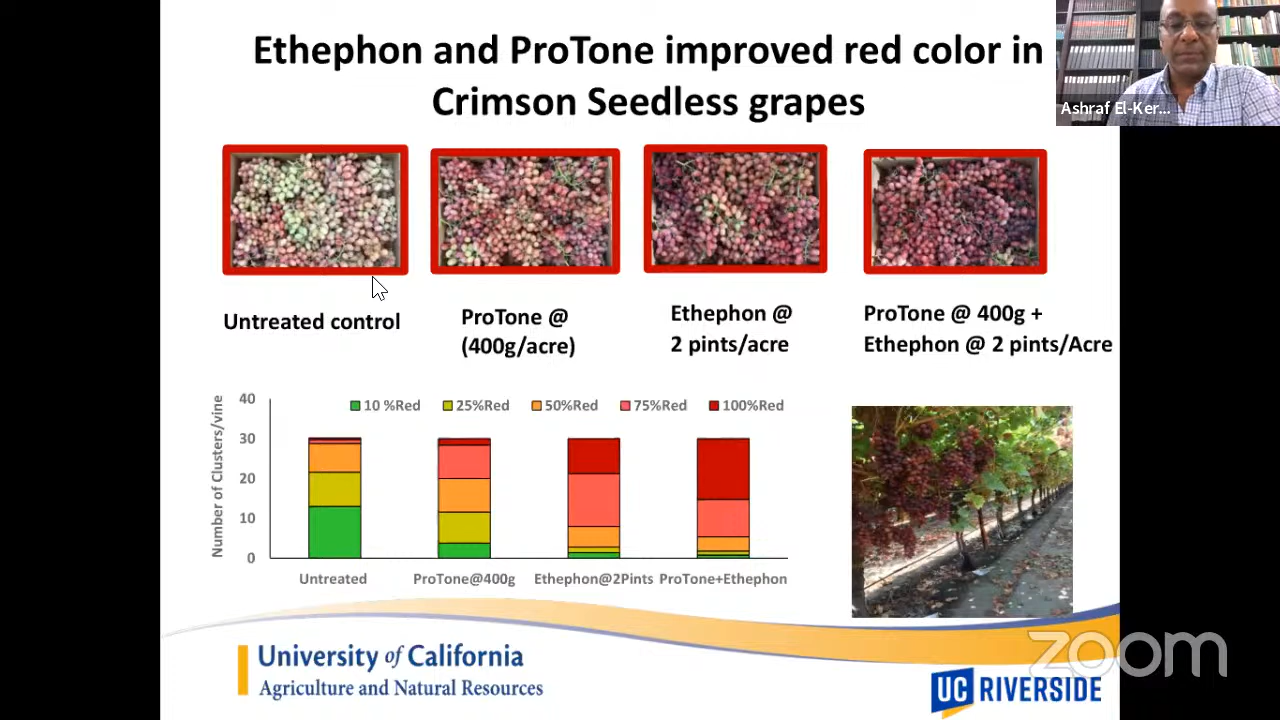 Ethephon and ProTone improved red color in
Crimson Seedless grapes
Ashraf El-Ker...
Untreated control
ProTone @
(400g/acre)
Ethephon @
2 pints/acre
ProTone @ 400g +
Ethephon @ 2 pints/Acre
Number of Clusters/vine
40
30
20
10
0
10 %Red
25%Red
50%Red
75%Red
100%Red
Untreated
ProTone@400g
Ethephon@2Pints
ProTone+Ethephon
University of California
Agriculture and Natural Resources
zoom
UC RIVERSIDE